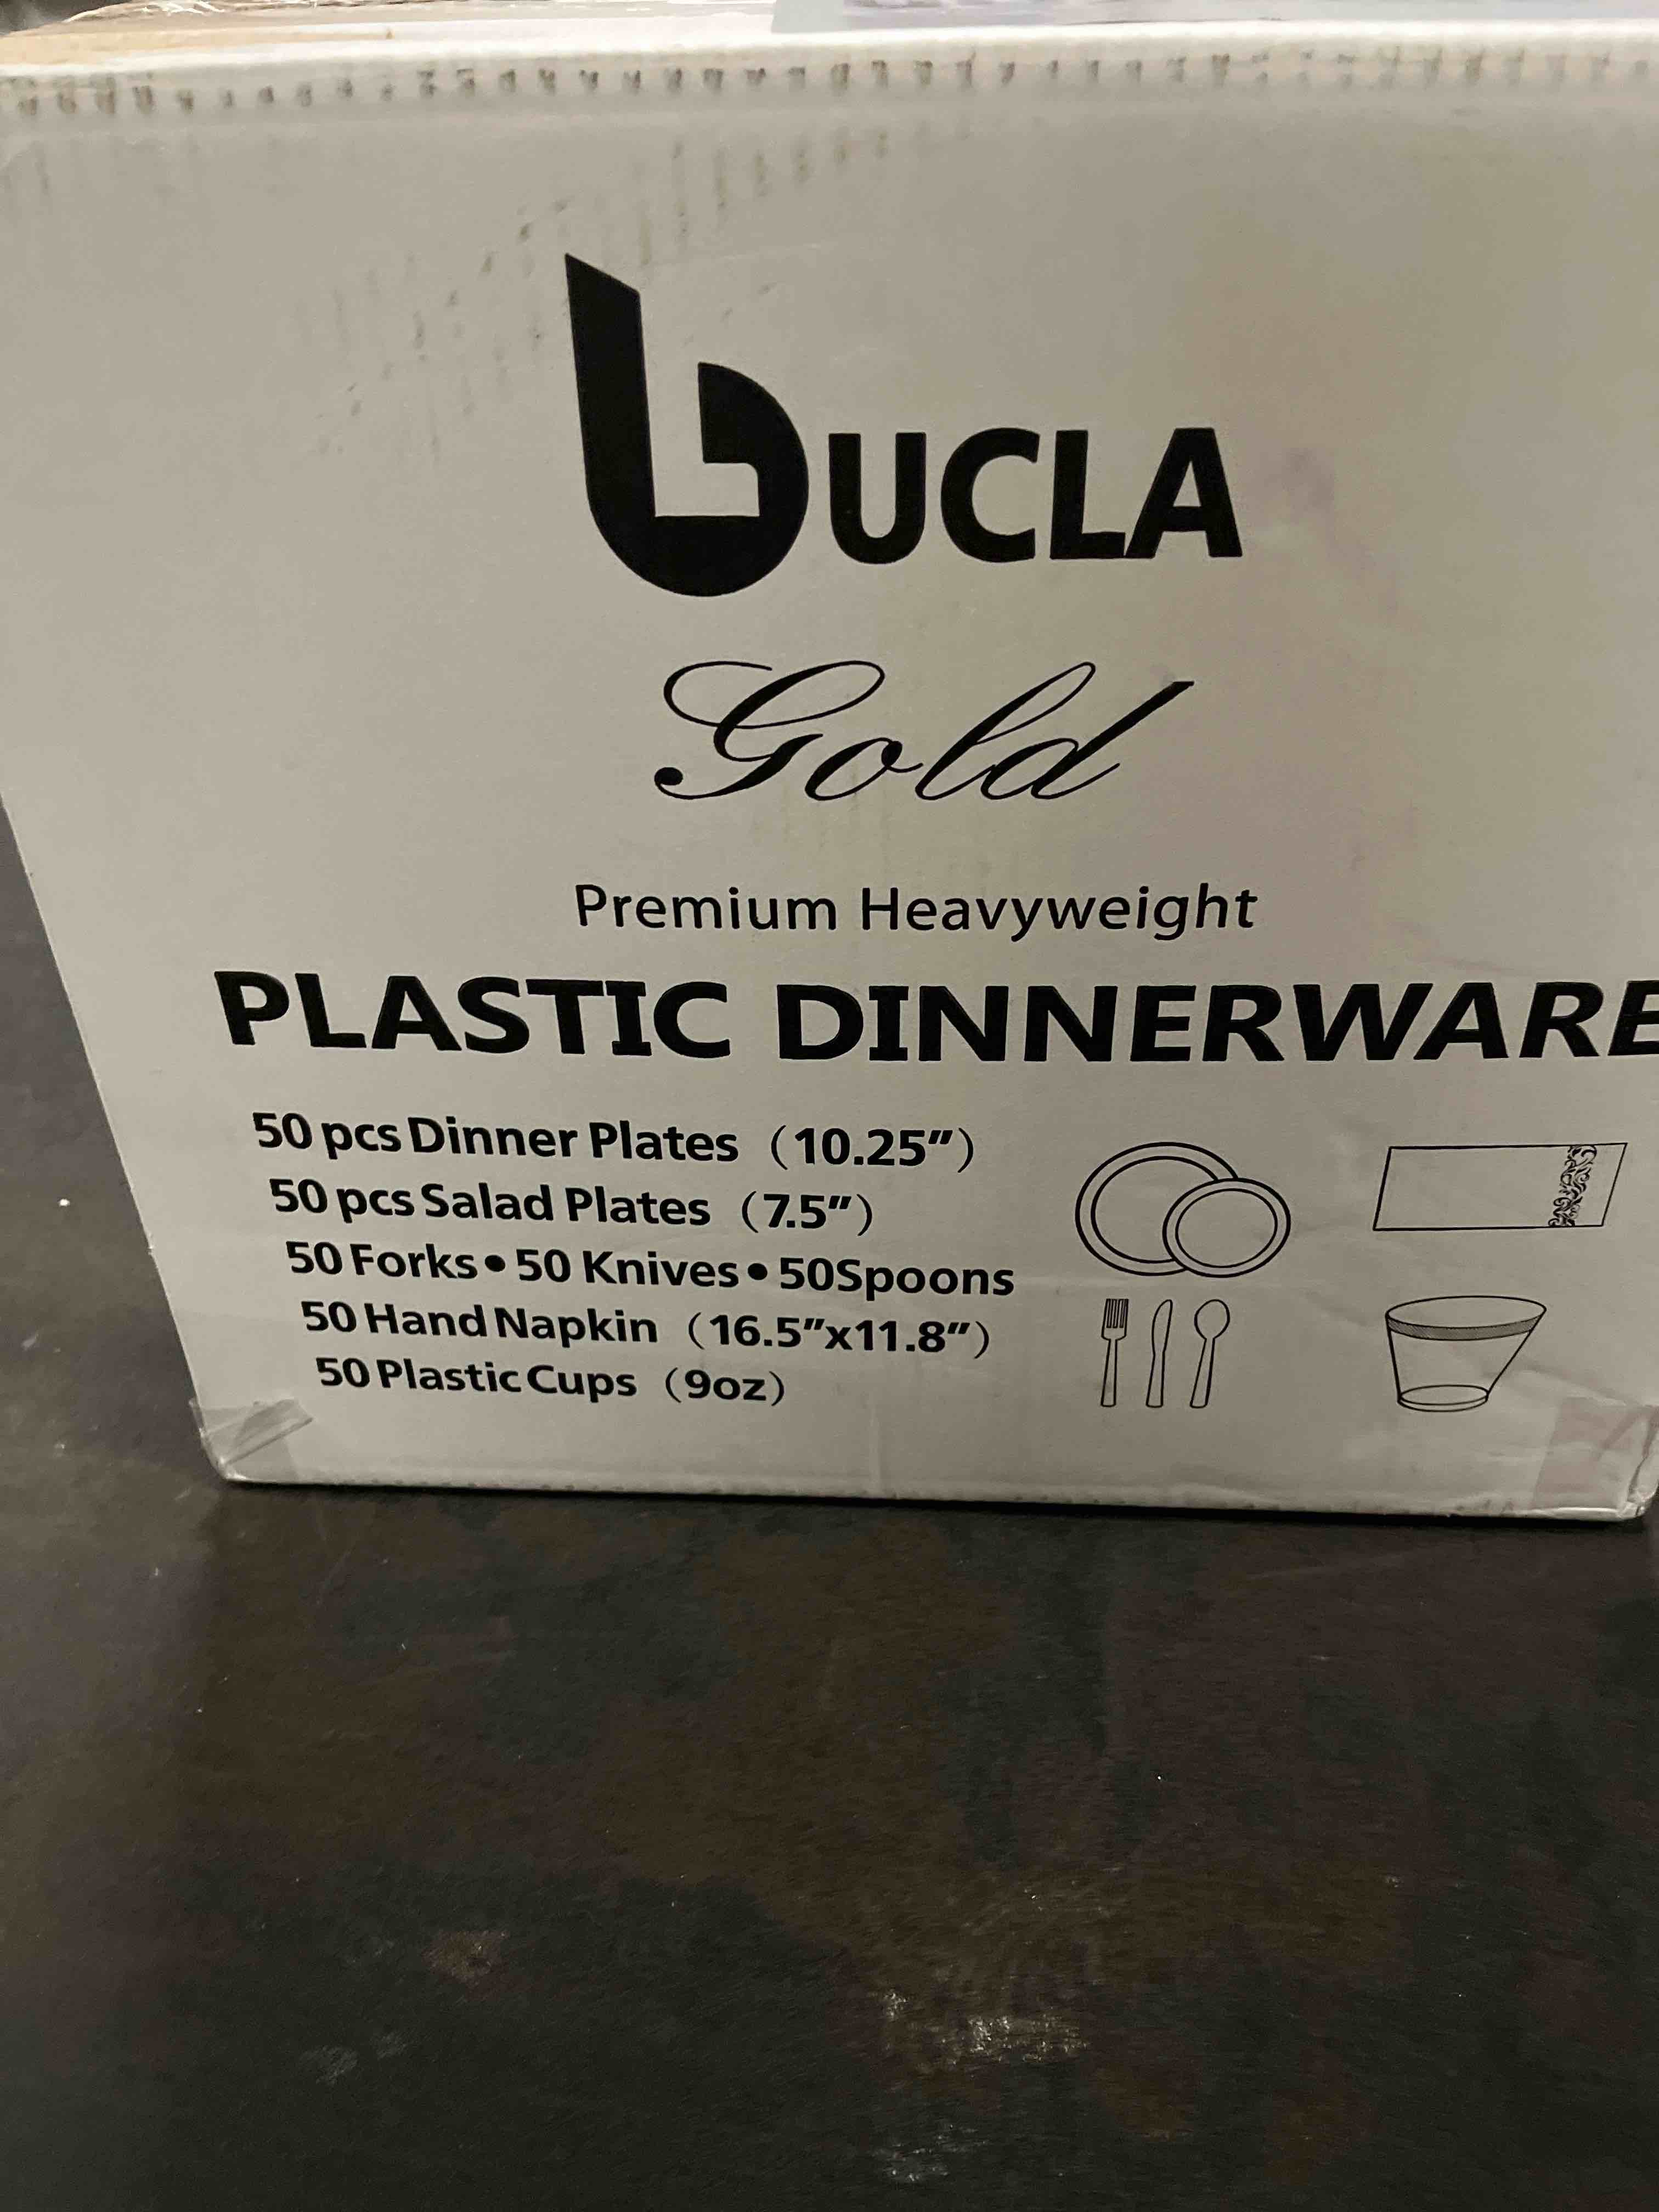 bUCLA
Gold
Premium Heavyweight
PLASTIC DINNERWARE
50 pcs Dinner Plates (10.25″)
50 pcs Salad Plates (7.5″)
50 Forks • 50 Knives • 50Spoons
50 Hand Napkin (16.5″x11.8″)
50 Plastic Cups (9oz)